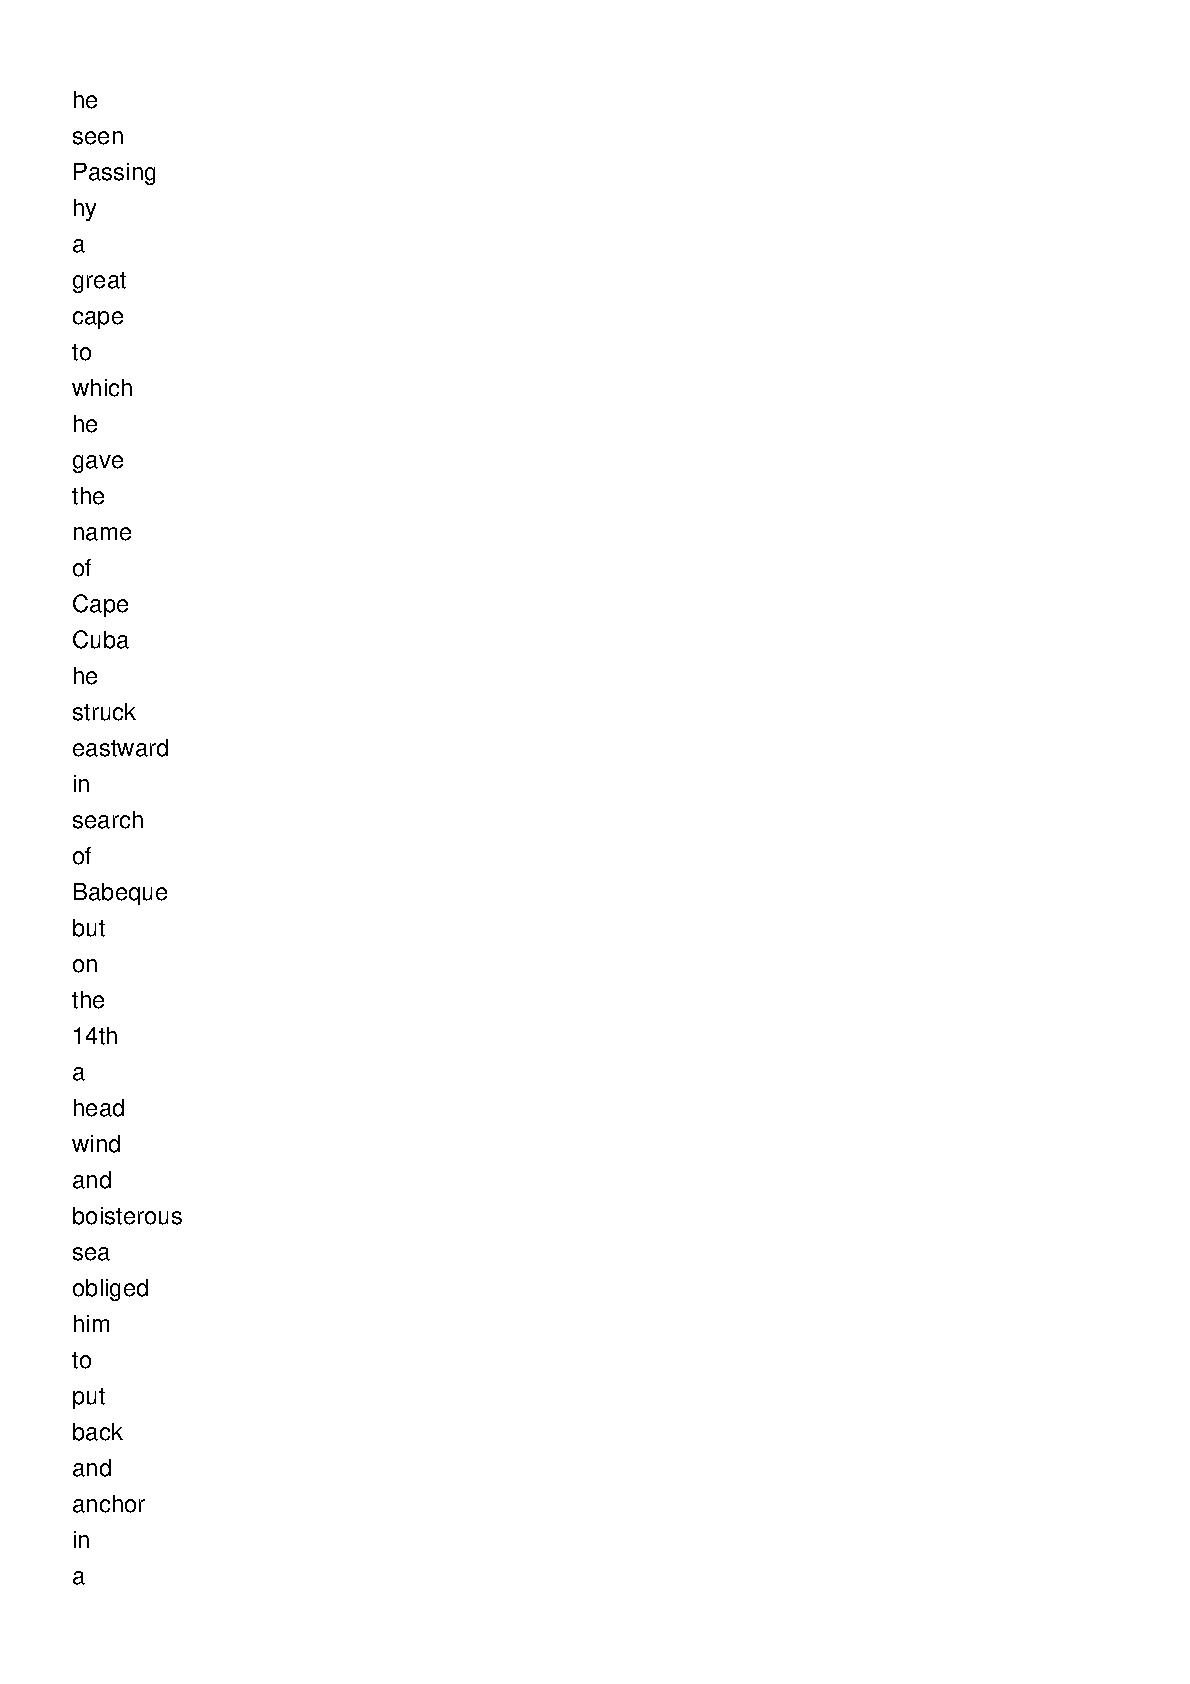 he
seen
Passing
hy
a
great
cape
to
which
he
gave
the
name
of
Cape
Cuba
he
struck
eastward
in
search
of
Babeque
but
on
the
14th
a
head
wind
and
boisterous
sea
obliged
him
to
put
back
and
anchor
in
a